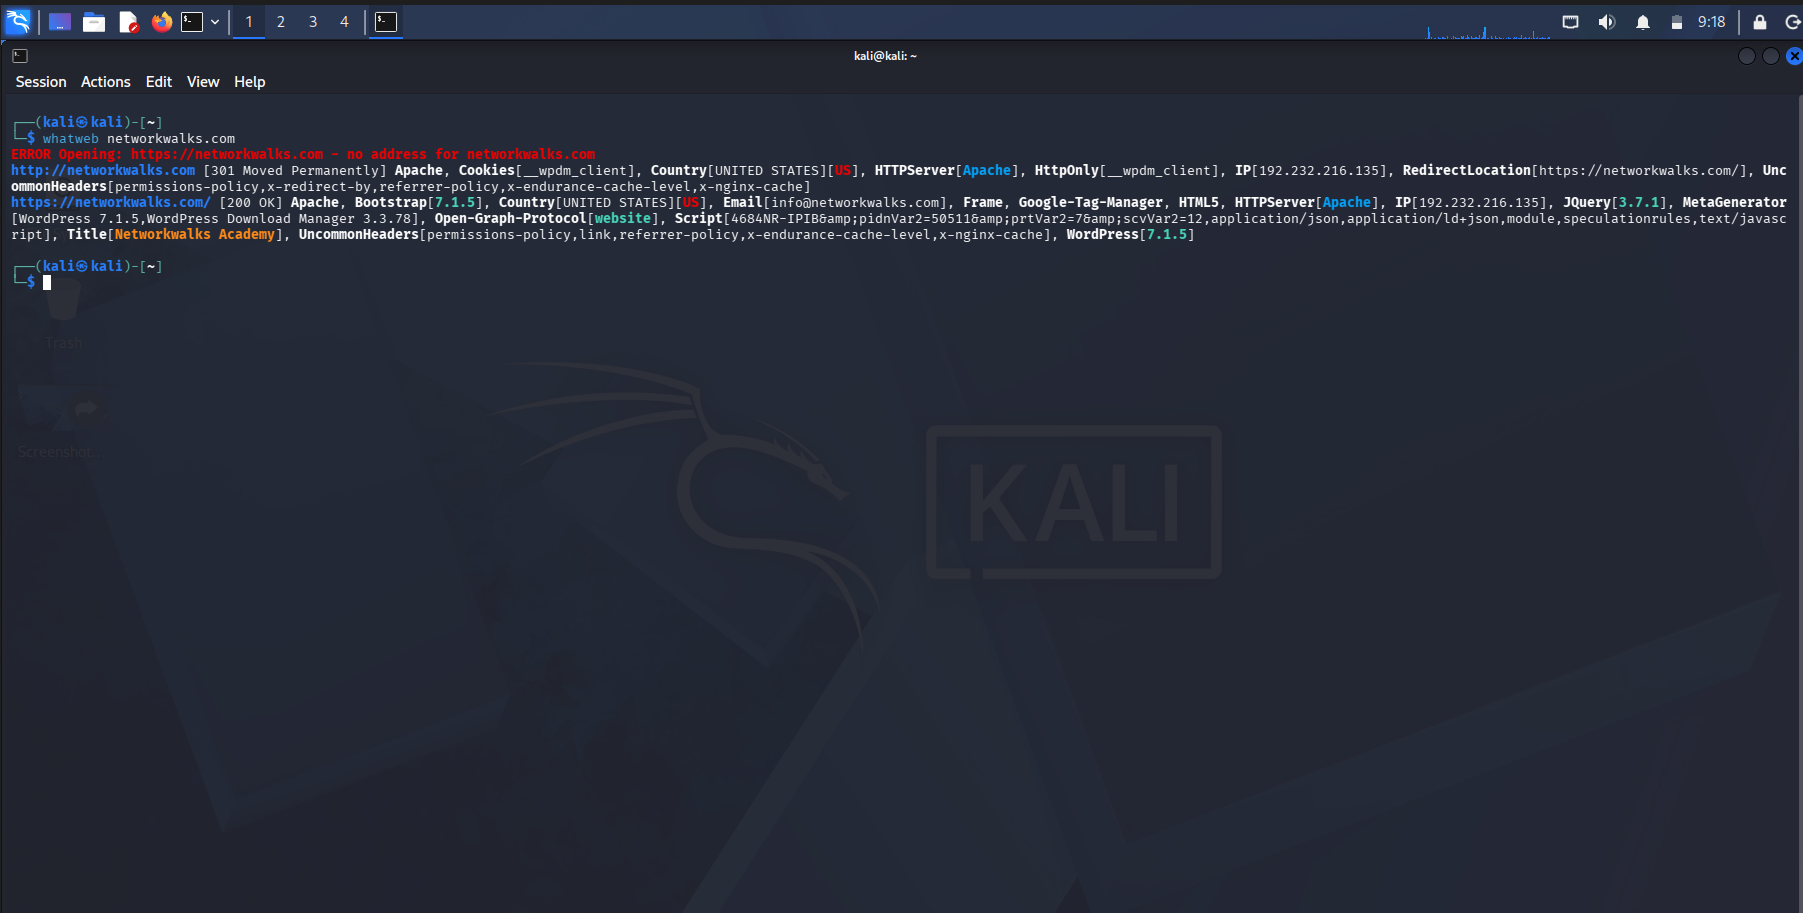 1 2 3 4 9:18
kali@kali: ~
Session Actions Edit View Help
┌──(kali㉿kali)-[~]
└─$ whatweb networkwalks.com
ERROR Opening: https://networkwalks.com - no address for networkwalks.com
http://networkwalks.com [301 Moved Permanently] Apache, Cookies[__wpdm_client], Country[UNITED STATES][US], HTTPServer[Apache], HttpOnly[__wpdm_client], IP[192.232.216.135], RedirectLocation[https://networkwalks.com/], Unc
ommonHeaders[permissions-policy,x-redirect-by,referrer-policy,x-endurance-cache-level,x-nginx-cache]
https://networkwalks.com/ [200 OK] Apache, Bootstrap[7.1.5], Country[UNITED STATES][US], Email[info@networkwalks.com], Frame, Google-Tag-Manager, HTML5, HTTPServer[Apache], IP[192.232.216.135], JQuery[3.7.1], MetaGenerator
[WordPress 7.1.5,WordPress Download Manager 3.3.78], Open-Graph-Protocol[website], Script[4684NR-IPIB&amp;pidnVar2=50511&amp;prtVar2=7&amp;scvVar2=12,application/json,application/ld+json,module,speculationrules,text/javasc
ript], Title[Networkwalks Academy], UncommonHeaders[permissions-policy,link,referrer-policy,x-endurance-cache-level,x-nginx-cache], WordPress[7.1.5]
┌──(kali㉿kali)-[~]
└─$
Trash
Screenshot...
KALI